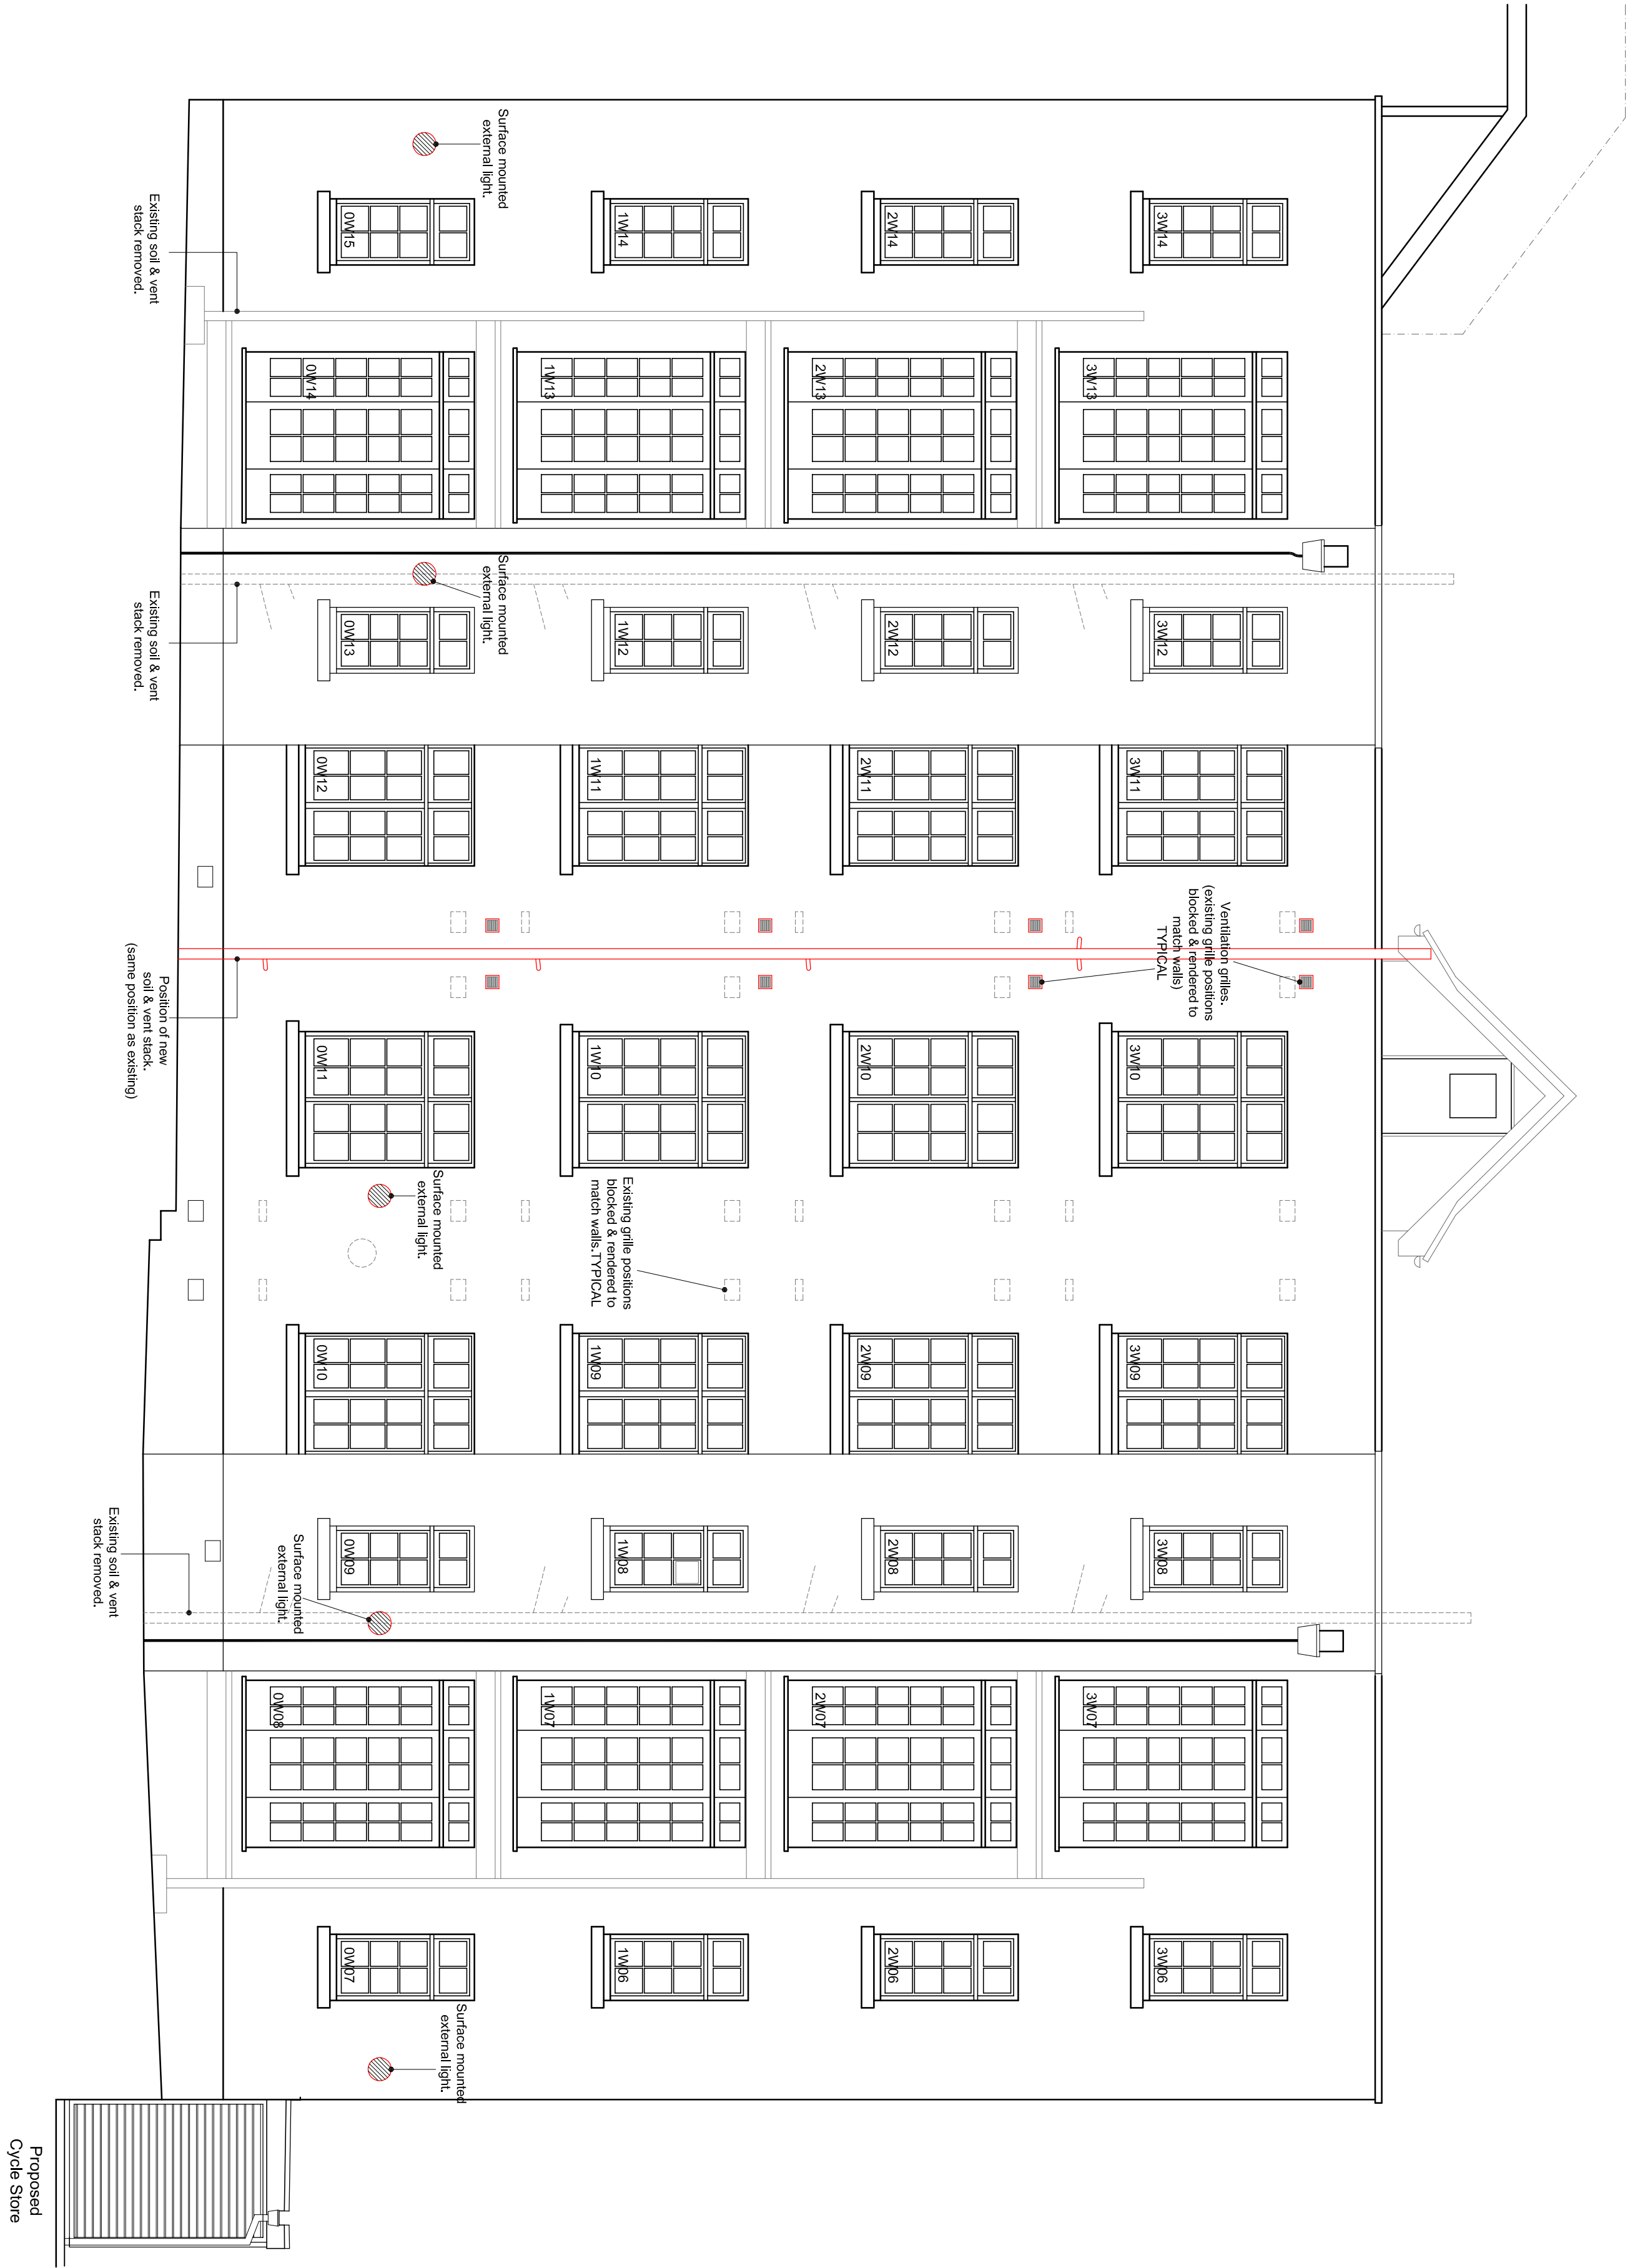 Ventilation grilles.
(existing grille positions
blocked & rendered to
match walls)
TYPICAL
3W14
3W13
3W12
3W11
3W10
3W09
3W08
3W07
3W06
2W14
2W13
2W12
2W11
2W10
2W09
2W08
2W07
2W06
Existing grille positions
blocked & rendered to
match walls.TYPICAL
1W14
1W13
1W12
1W11
1W10
1W09
1W08
1W07
1W06
Surface mounted
external light.
Surface mounted
external light.
Surface mounted
external light.
Surface mounted
external light.
Surface mounted
external light.
0W15
0W14
0W13
0W12
0W11
0W10
0W09
0W08
0W07
Existing soil & vent
stack removed.
Existing soil & vent
stack removed.
Position of new
soil & vent stack.
(same position as existing)
Existing soil & vent
stack removed.
Proposed
Cycle Store